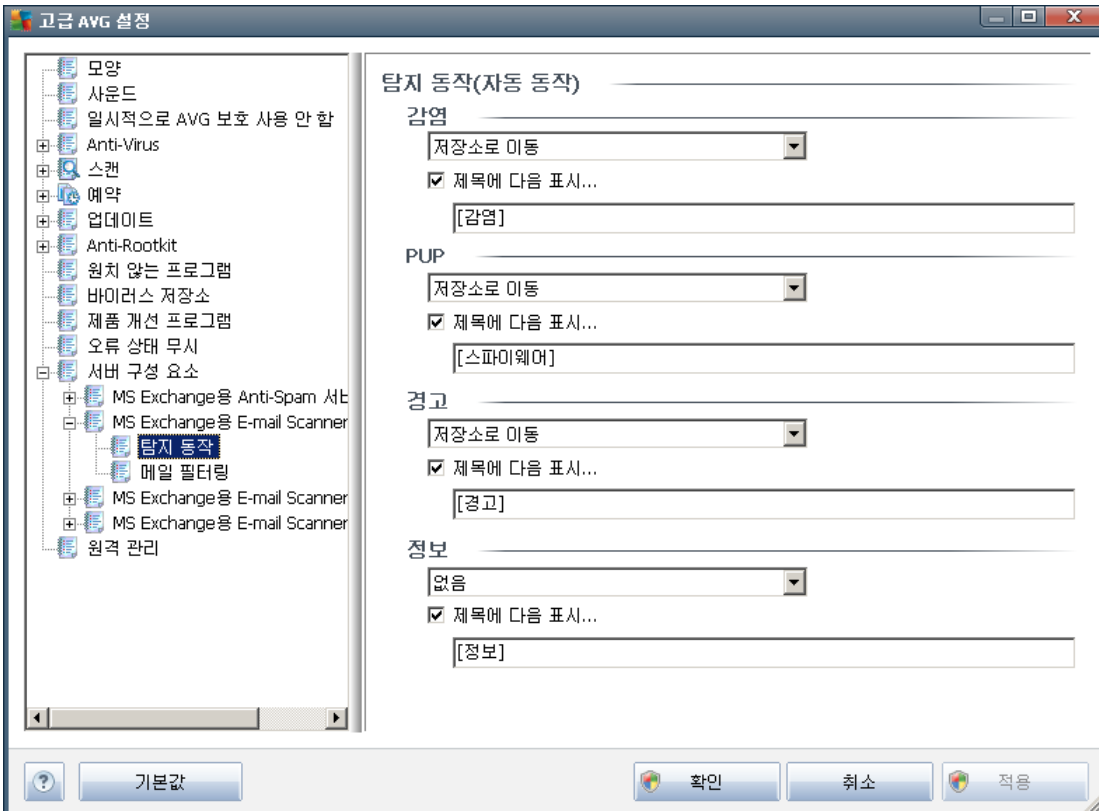 고급 AVG 설정
모양
사운드
일시적으로 AVG 보호 사용 안 함
Anti-Virus
스캔
예약
업데이트
Anti-Rootkit
원치 않는 프로그램
바이러스 저장소
제품 개선 프로그램
오류 상태 무시
서버 구성 요소
MS Exchange용 Anti-Spam 서
MS Exchange용 E-mail Scanner
탐지 동작
메일 필터링
MS Exchange용 E-mail Scanner
MS Exchange용 E-mail Scanner
원격 관리
탐지 동작(자동 동작)
감염
저장소로 이동
제목에 다음 표시...
[감염]
PUP
저장소로 이동
제목에 다음 표시...
[스파이웨어]
경고
저장소로 이동
제목에 다음 표시...
[경고]
정보
없음
제목에 다음 표시...
[정보]
?
기본값
확인
취소
적용